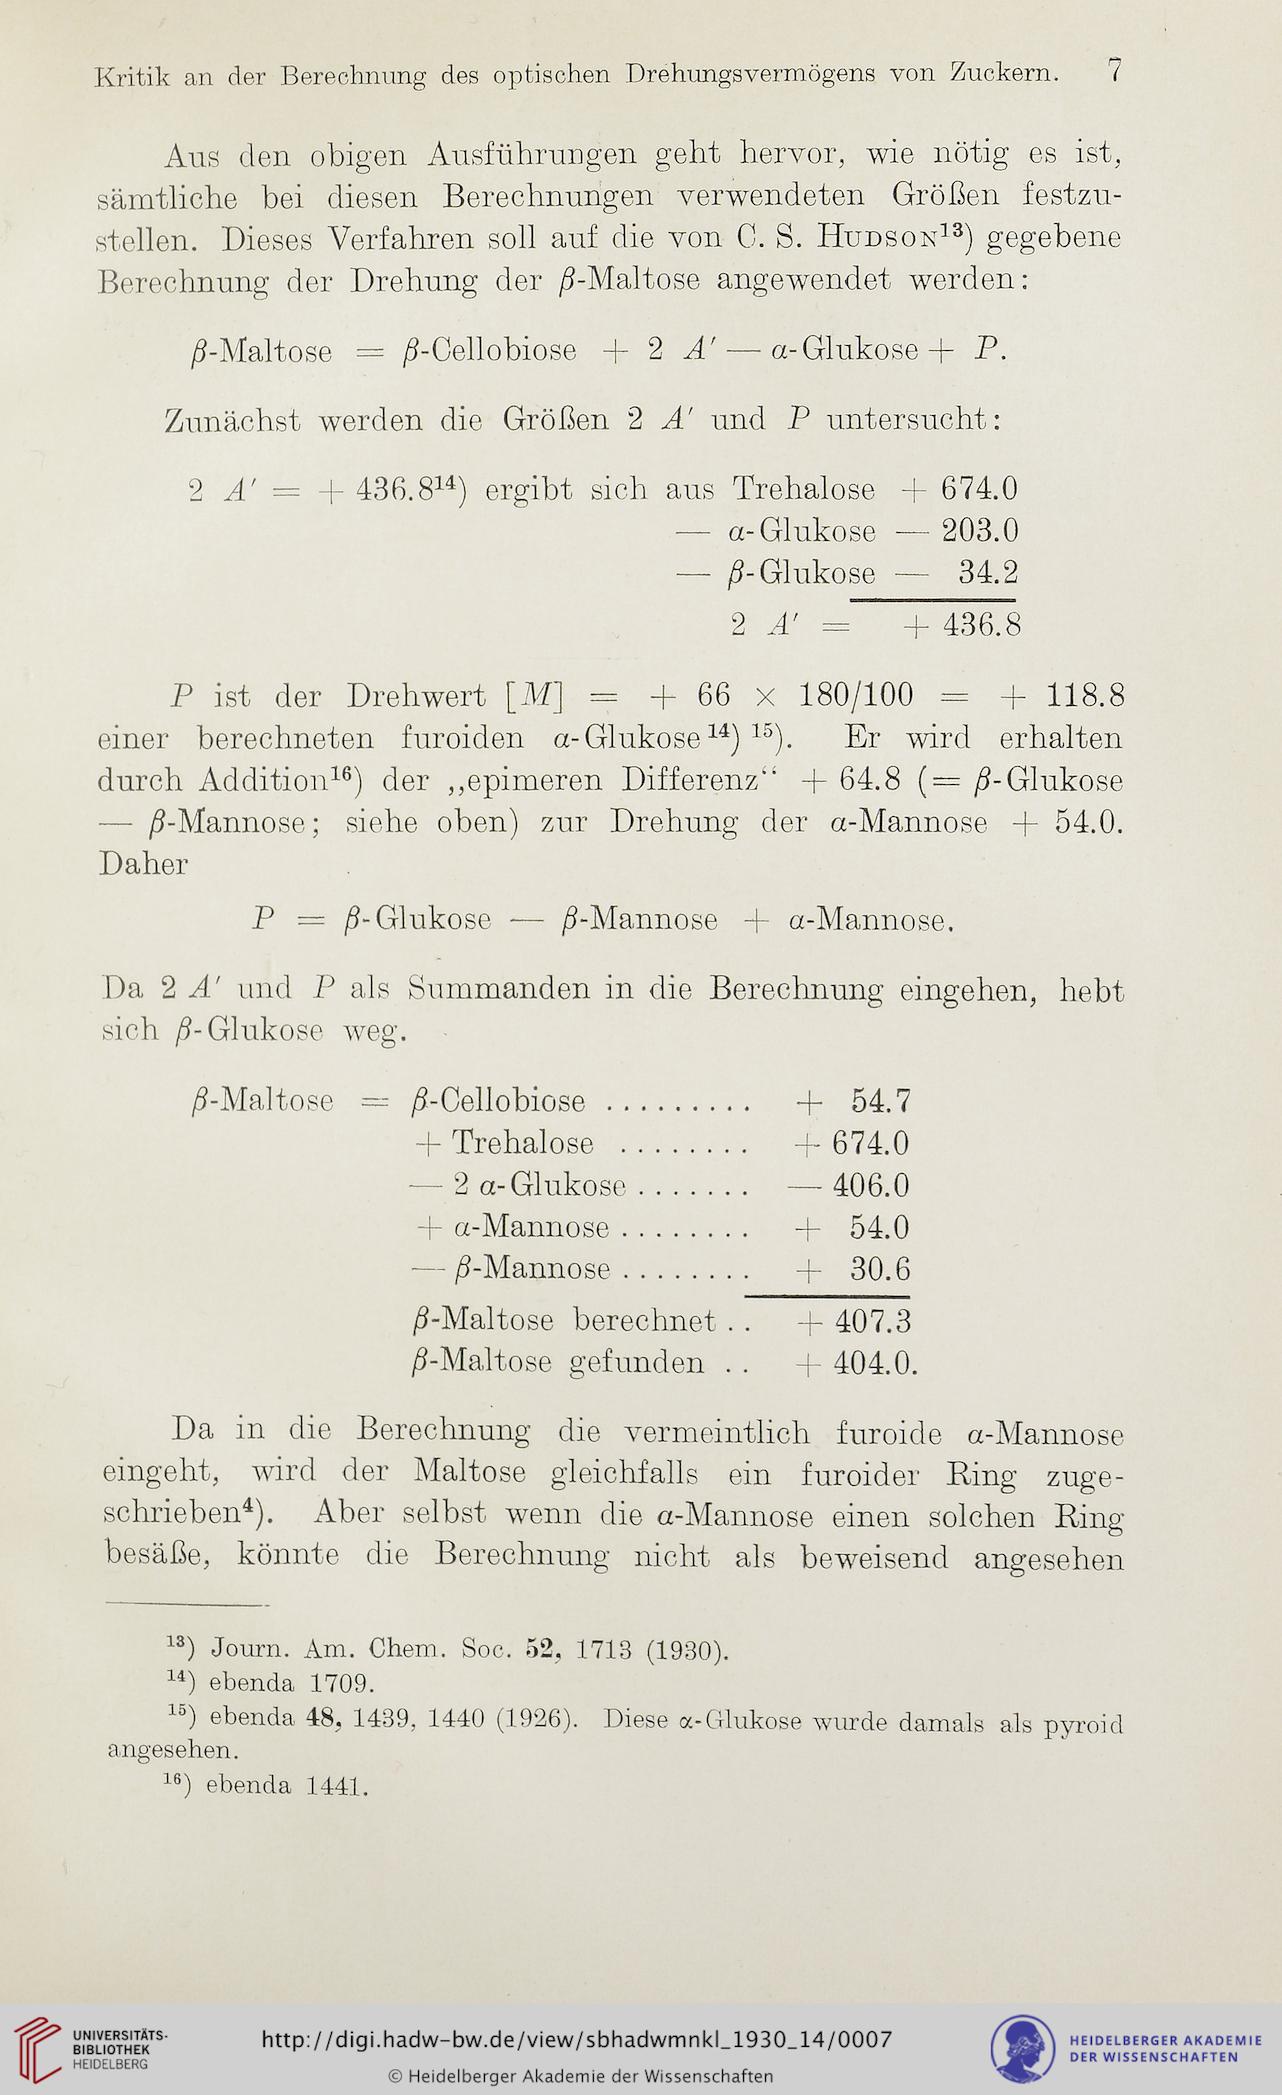 Kritik an der Berechnung des optischen Drehungsvermögens von Zuckern. 7
Aus den obigen Ausführungen geht hervor, wie nötig es ist,
sämtliche bei diesen Berechnungen verwendeten Größen festzu-
stellen. Dieses Verfahren soll auf die von C. S. Hudson¹³) gegebene
Berechnung der Drehung der β-Maltose angewendet werden:
β-Maltose = β-Cellobiose + 2 A′ — α-Glukose + P.
Zunächst werden die Größen 2 A′ und P untersucht:
2 A′ = + 436.8¹⁴) ergibt sich aus Trehalose + 674.0
— α-Glukose — 203.0
— β-Glukose — 34.2
2 A′ = + 436.8
P ist der Drehwert [M] = + 66 × 180/100 = + 118.8
einer berechneten furoiden α-Glukose¹⁴) ¹⁵). Er wird erhalten
durch Addition¹⁶) der „epimeren Differenz“ + 64.8 (= β-Glukose
— β-Mannose; siehe oben) zur Drehung der α-Mannose + 54.0.
Daher
P = β-Glukose — β-Mannose + α-Mannose.
Da 2 A′ und P als Summanden in die Berechnung eingehen, hebt
sich β-Glukose weg.
β-Maltose = β-Cellobiose ......... + 54.7
+ Trehalose ........ + 674.0
— 2 α-Glukose ....... — 406.0
+ α-Mannose ........ + 54.0
— β-Mannose ........ + 30.6
β-Maltose berechnet .. + 407.3
β-Maltose gefunden .. + 404.0.
Da in die Berechnung die vermeintlich furoide α-Mannose
eingeht, wird der Maltose gleichfalls ein furoider Ring zuge-
schrieben⁴). Aber selbst wenn die α-Mannose einen solchen Ring
besäße, könnte die Berechnung nicht als beweisend angesehen
¹³) Journ. Am. Chem. Soc. 52, 1713 (1930).
¹⁴) ebenda 1709.
¹⁵) ebenda 48, 1439, 1440 (1926). Diese α-Glukose wurde damals als pyroid
angesehen.
¹⁶) ebenda 1441.
UNIVERSITÄTS-
BIBLIOTHEK
HEIDELBERG
http://digi.hadw-bw.de/view/sbhadwmnkl_1930_14/0007
© Heidelberger Akademie der Wissenschaften
HEIDELBERGER AKADEMIE
DER WISSENSCHAFTEN